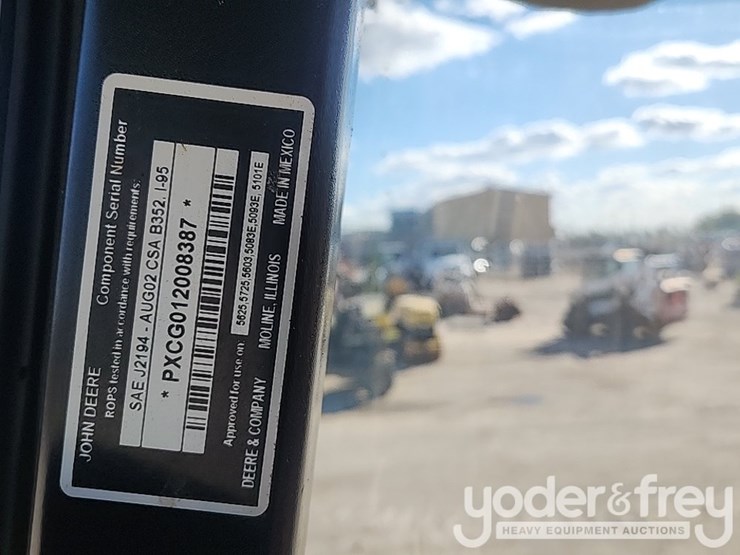 JOHN DEERE Component Serial Number
ROPS tested in accordance with requirements:
SAE J2194 - AUG02 CSA B352, I-95
* PXCG012008387 *
Approved for use on: 5625,5725,5603,5083E,5093E, 5101E
DEERE & COMPANY MOLINE, ILLINOIS MADE IN MEXICO
yoder&frey
HEAVY EQUIPMENT AUCTIONS